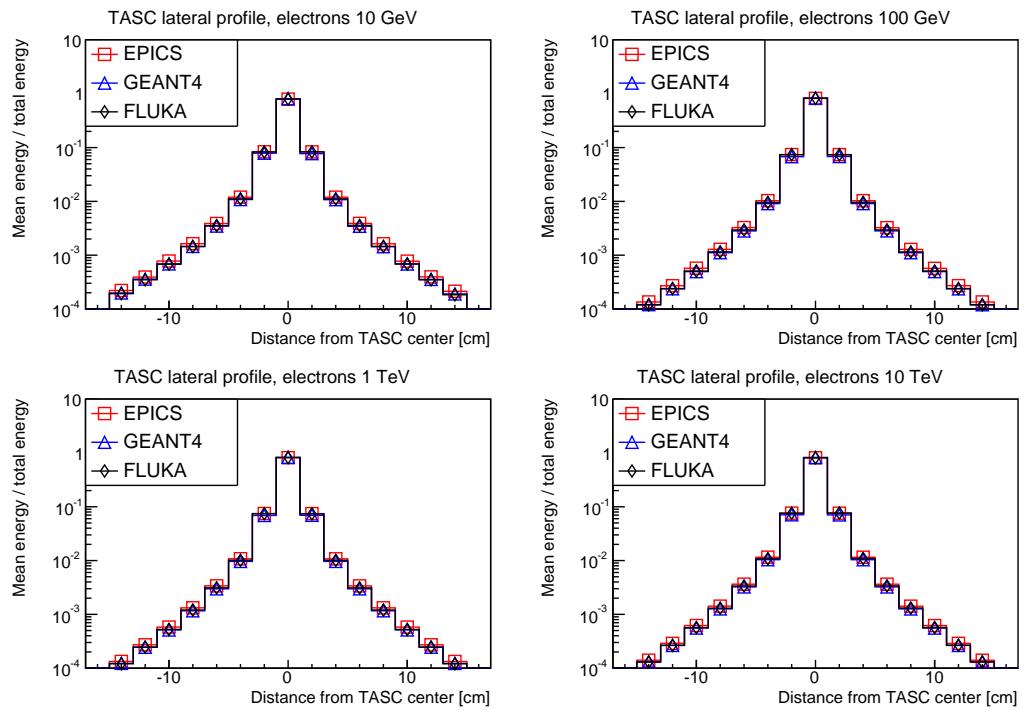 TASC lateral profile, electrons 10 GeV
Mean energy / total energy
10
1
10⁻¹
10⁻²
10⁻³
10⁻⁴
EPICS
GEANT4
FLUKA
-10 0 10
Distance from TASC center [cm]
TASC lateral profile, electrons 100 GeV
Mean energy / total energy
10
1
10⁻¹
10⁻²
10⁻³
10⁻⁴
EPICS
GEANT4
FLUKA
-10 0 10
Distance from TASC center [cm]
TASC lateral profile, electrons 1 TeV
Mean energy / total energy
10
1
10⁻¹
10⁻²
10⁻³
10⁻⁴
EPICS
GEANT4
FLUKA
-10 0 10
Distance from TASC center [cm]
TASC lateral profile, electrons 10 TeV
Mean energy / total energy
10
1
10⁻¹
10⁻²
10⁻³
10⁻⁴
EPICS
GEANT4
FLUKA
-10 0 10
Distance from TASC center [cm]